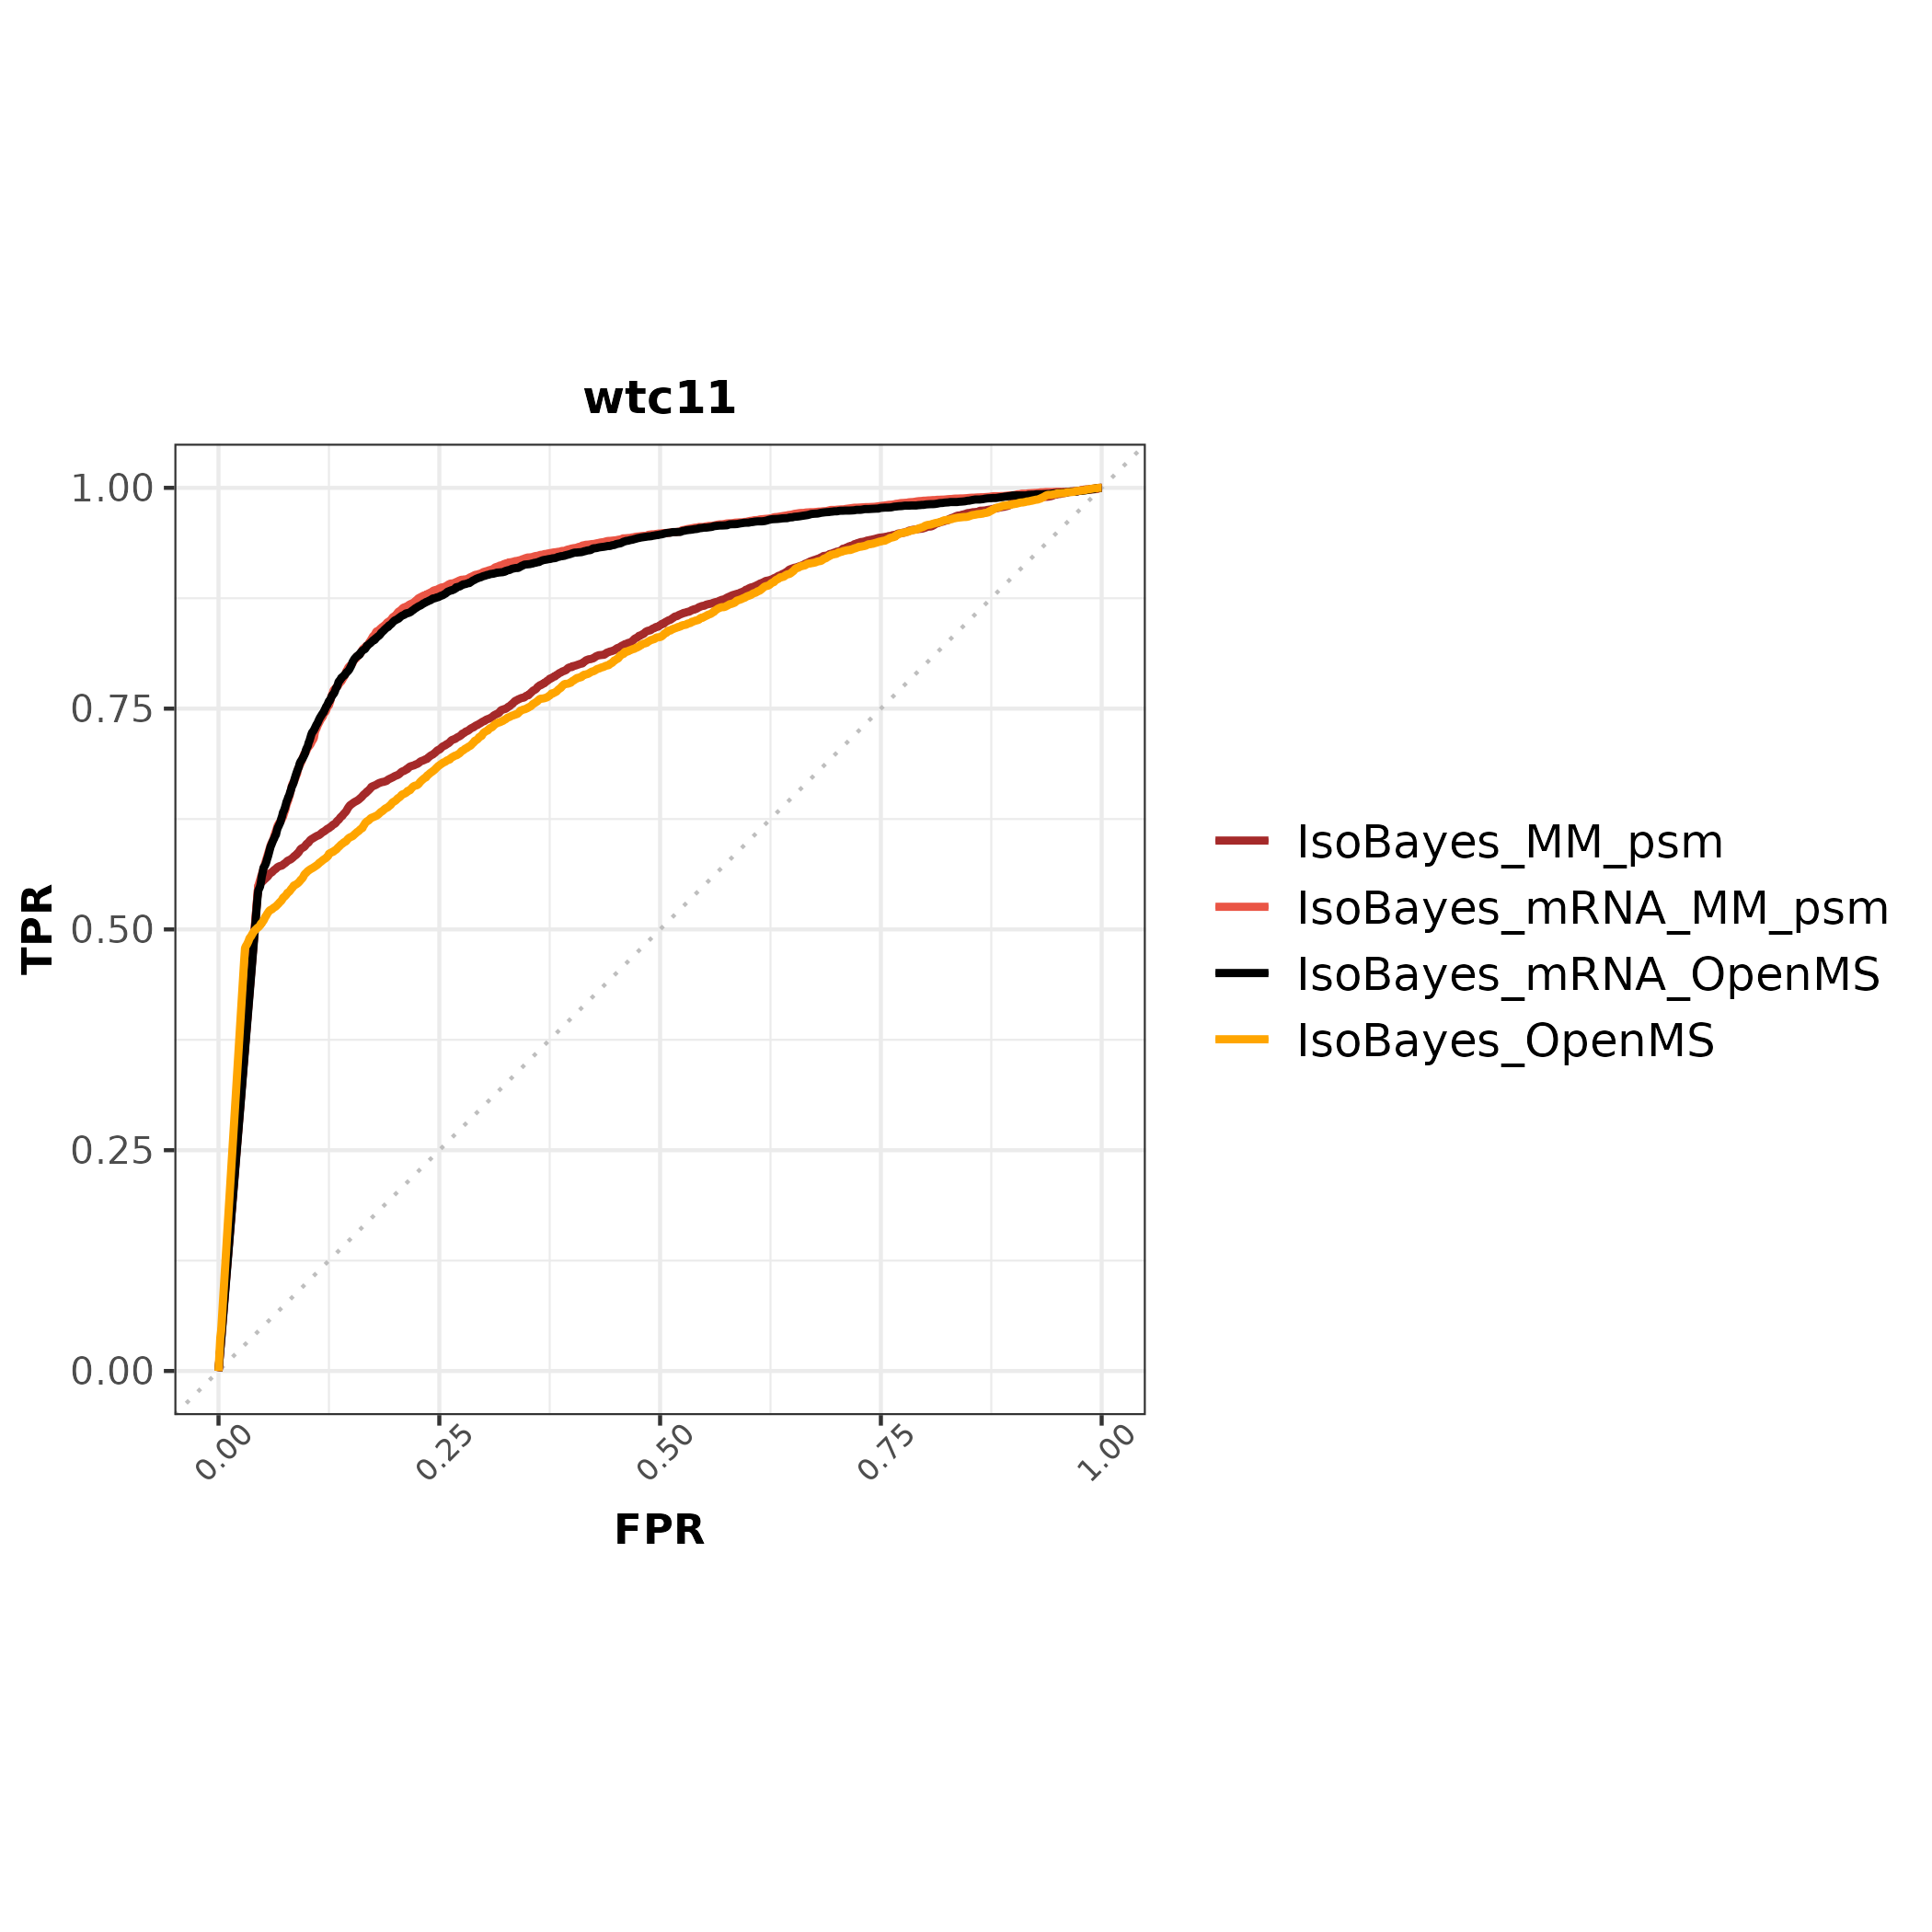 wtc11
1.00
0.75
0.50
0.25
0.00
TPR
0.00 0.25 0.50 0.75 1.00
FPR
IsoBayes_MM_psm
IsoBayes_mRNA_MM_psm
IsoBayes_mRNA_OpenMS
IsoBayes_OpenMS